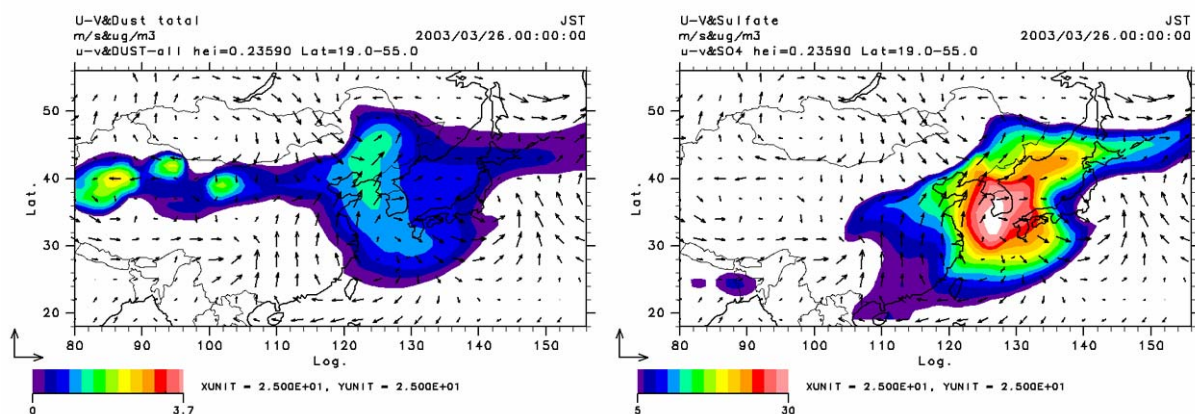 U-V&Dust total JST
m/s&ug/m3 2003/03/26.00:00:00
u-v&DUST-all hei=0.23590 Lat=19.0-55.0
50
40
30
20
Lat.
80 90 100 110 120 130 140 150
Log.
XUNIT = 2.500E+01, YUNIT = 2.500E+01
0 3.7
U-V&Sulfate JST
m/s&ug/m3 2003/03/26.00:00:00
u-v&SO4 hei=0.23590 Lat=19.0-55.0
50
40
30
20
Lat.
80 90 100 110 120 130 140 150
Log.
XUNIT = 2.500E+01, YUNIT = 2.500E+01
5 30